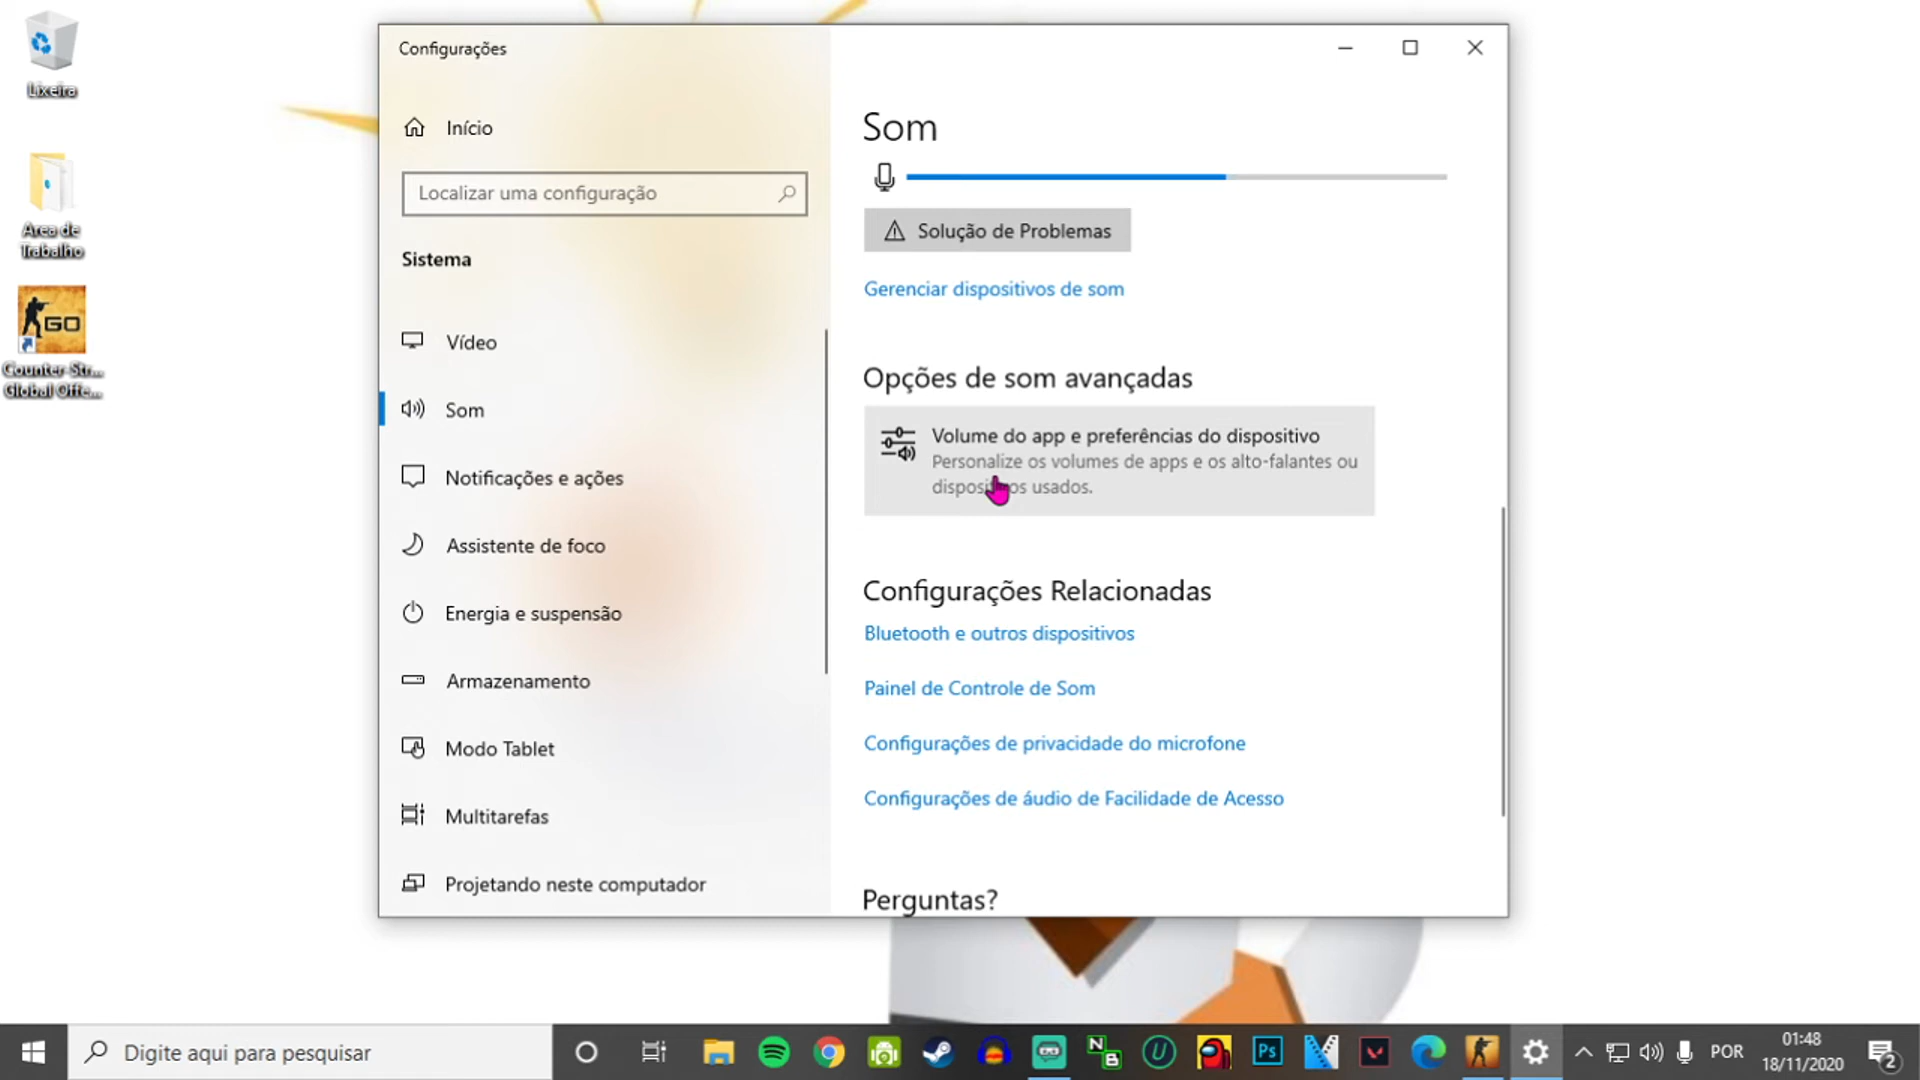 Lixeira
Área de
Trabalho
GO
Counter-Str...
Global Offe...
Configurações
Início
Localizar uma configuração
Sistema
Vídeo
Som
Notificações e ações
Assistente de foco
Energia e suspensão
Armazenamento
Modo Tablet
Multitarefas
Projetando neste computador
Som
Solução de Problemas
Gerenciar dispositivos de som
Opções de som avançadas
Volume do app e preferências do dispositivo
Personalize os volumes de apps e os alto-falantes ou
dispositivos usados.
Configurações Relacionadas
Bluetooth e outros dispositivos
Painel de Controle de Som
Configurações de privacidade do microfone
Configurações de áudio de Facilidade de Acesso
Perguntas?
Digite aqui para pesquisar
N
B
U
Ps
POR
01:48
18/11/2020
2